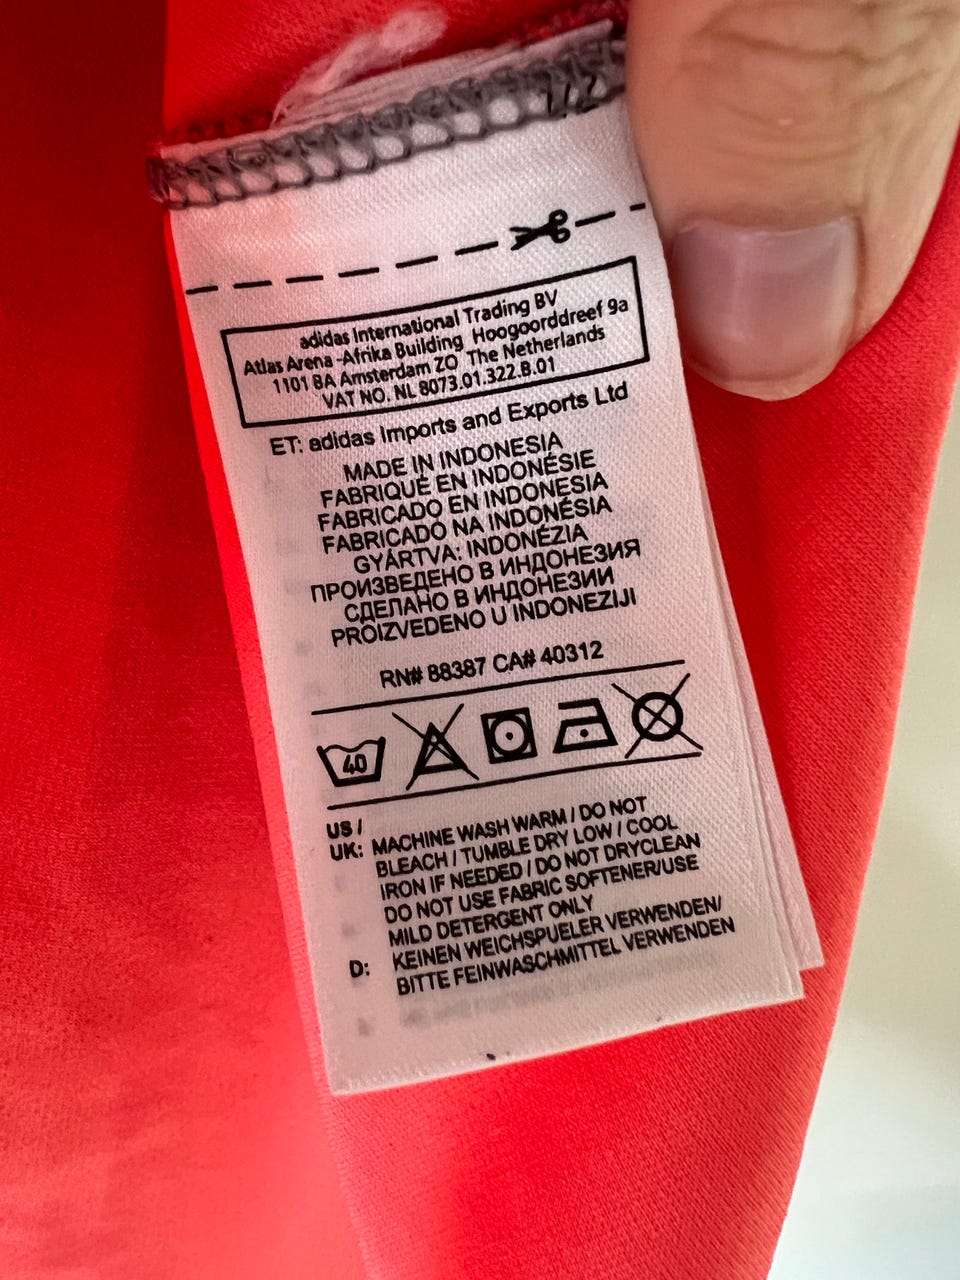 1/2
adidas International Trading BV
Atlas Arena -Afrika Building Hoogoorddreef 9a
1101 BA Amsterdam ZO The Netherlands
VAT NO. NL 8073.01.322.B.01
ET: adidas Imports and Exports Ltd
MADE IN INDONESIA
FABRIQUÉ EN INDONÉSIE
FABRICADO EN INDONESIA
FABRICADO NA INDONÉSIA
GYÁRTVA: INDONÉZIA
ПРОИЗВЕДЕНО В ИНДОНЕЗИЯ
СДЕЛАНО В ИНДОНЕЗИИ
PROIZVEDENO U INDONEZIJI
RN# 88387 CA# 40312
40
US /
UK: MACHINE WASH WARM / DO NOT
BLEACH / TUMBLE DRY LOW / COOL
IRON IF NEEDED / DO NOT DRYCLEAN
DO NOT USE FABRIC SOFTENER/USE
MILD DETERGENT ONLY
D: KEINEN WEICHSPUELER VERWENDEN/
BITTE FEINWASCHMITTEL VERWENDEN